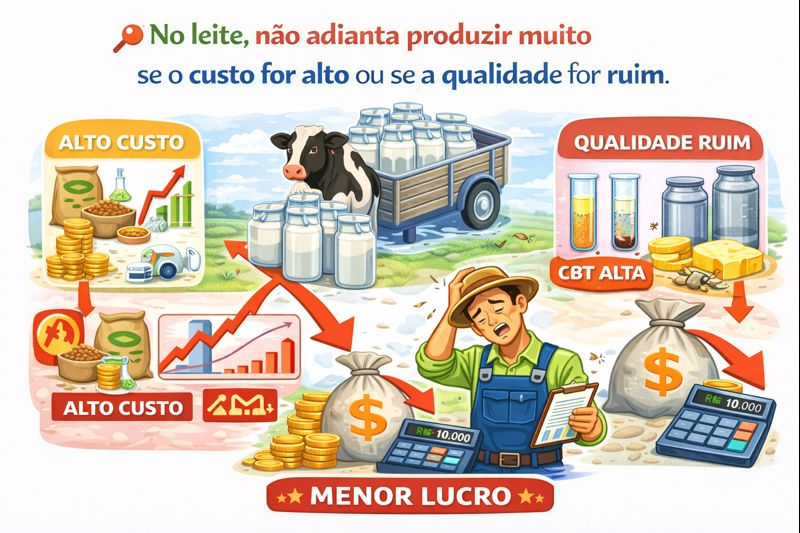 No leite, não adianta produzir muito
se o custo for alto ou se a qualidade for ruim.
ALTO CUSTO
QUALIDADE RUIM
CBT ALTA
ALTO CUSTO
$
$
10.000
10.000
MENOR LUCRO